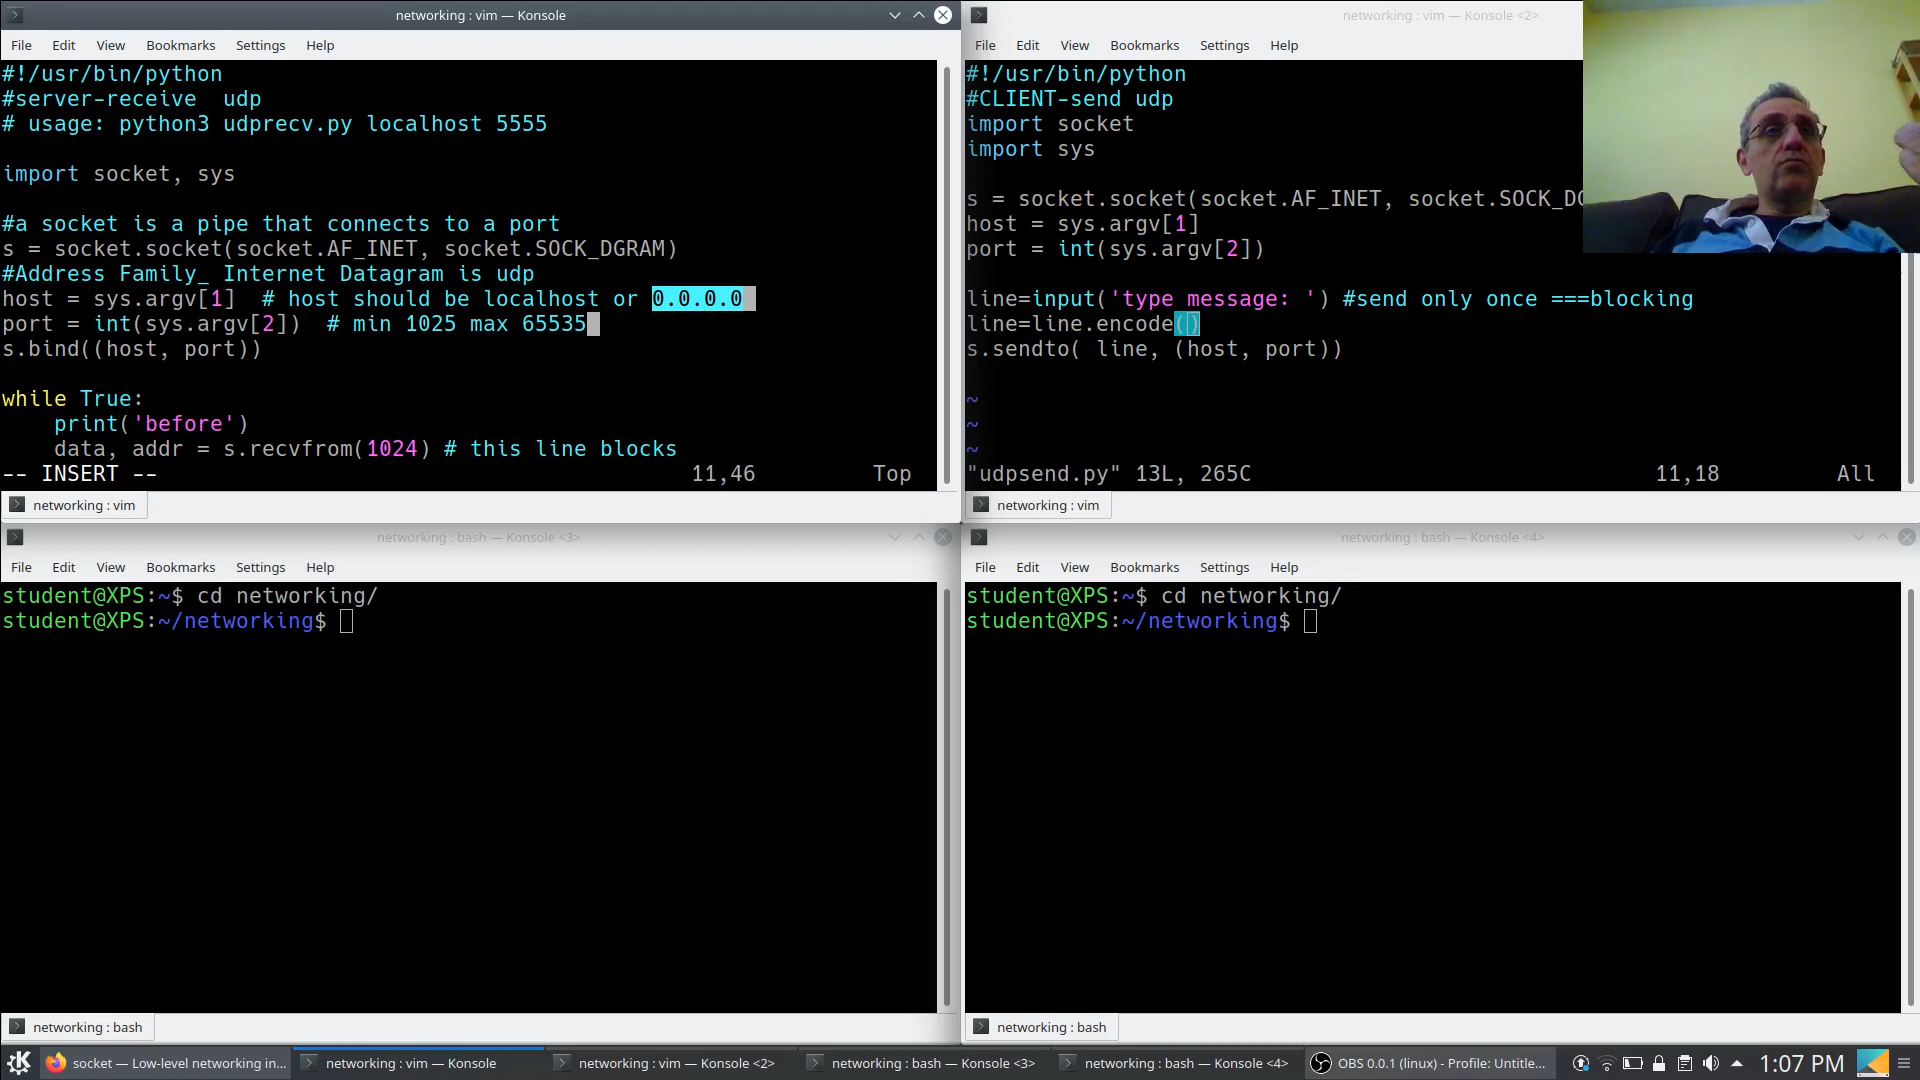 networking : vim — Konsole
File Edit View Bookmarks Settings Help
#!/usr/bin/python
#server-receive  udp
# usage: python3 udprecv.py localhost 5555
import socket, sys
#a socket is a pipe that connects to a port
s = socket.socket(socket.AF_INET, socket.SOCK_DGRAM)
#Address Family_ Internet Datagram is udp
host = sys.argv[1]  # host should be localhost or 0.0.0.0
port = int(sys.argv[2])  # min 1025 max 65535
s.bind((host, port))
while True:
    print('before')
    data, addr = s.recvfrom(1024) # this line blocks
-- INSERT -- 11,46 Top
networking : vim
networking : vim — Konsole <2>
File Edit View Bookmarks Settings Help
#!/usr/bin/python
#CLIENT-send udp
import socket
import sys
s = socket.socket(socket.AF_INET, socket.SOCK_DG
host = sys.argv[1]
port = int(sys.argv[2])
line=input('type message: ') #send only once ===blocking
line=line.encode()
s.sendto( line, (host, port))
~
~
~
"udpsend.py" 13L, 265C 11,18 All
networking : vim
networking : bash — Konsole <3>
File Edit View Bookmarks Settings Help
student@XPS:~$ cd networking/
student@XPS:~/networking$
networking : bash
networking : bash — Konsole <4>
File Edit View Bookmarks Settings Help
student@XPS:~$ cd networking/
student@XPS:~/networking$
networking : bash
socket — Low-level networking in... networking : vim — Konsole networking : vim — Konsole <2> networking : bash — Konsole <3> networking : bash — Konsole <4> OBS 0.0.1 (linux) - Profile: Untitle... 1:07 PM